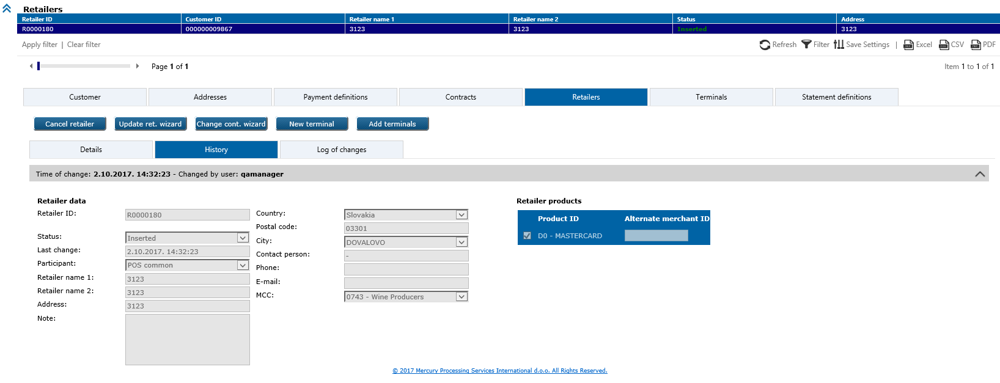 Retailers
Retailer ID Customer ID Retailer name 1 Retailer name 2 Status Address
R0000180 000000009867 3123 3123 Inserted 3123
Apply filter | Clear filter Refresh Filter Save Settings | Excel CSV PDF
Page 1 of 1 Item 1 to 1 of 1
Customer Addresses Payment definitions Contracts Retailers Terminals Statement definitions
Cancel retailer Update ret. wizard Change cont. wizard New terminal Add terminals
Details History Log of changes
Time of change: 2.10.2017. 14:32:23 - Changed by user: qamanager
Retailer data
Retailer ID: R0000180
Status: Inserted
Last change: 2.10.2017. 14:32:23
Participant: POS common
Retailer name 1: 3123
Retailer name 2: 3123
Address: 3123
Note:
Country: Slovakia
Postal code: 03301
City: DOVALOVO
Contact person: -
Phone:
E-mail:
MCC: 0743 - Wine Producers
Retailer products
Product ID Alternate merchant ID
D0 - MASTERCARD
© 2017 Mercury Processing Services International d.o.o. All Rights Reserved.